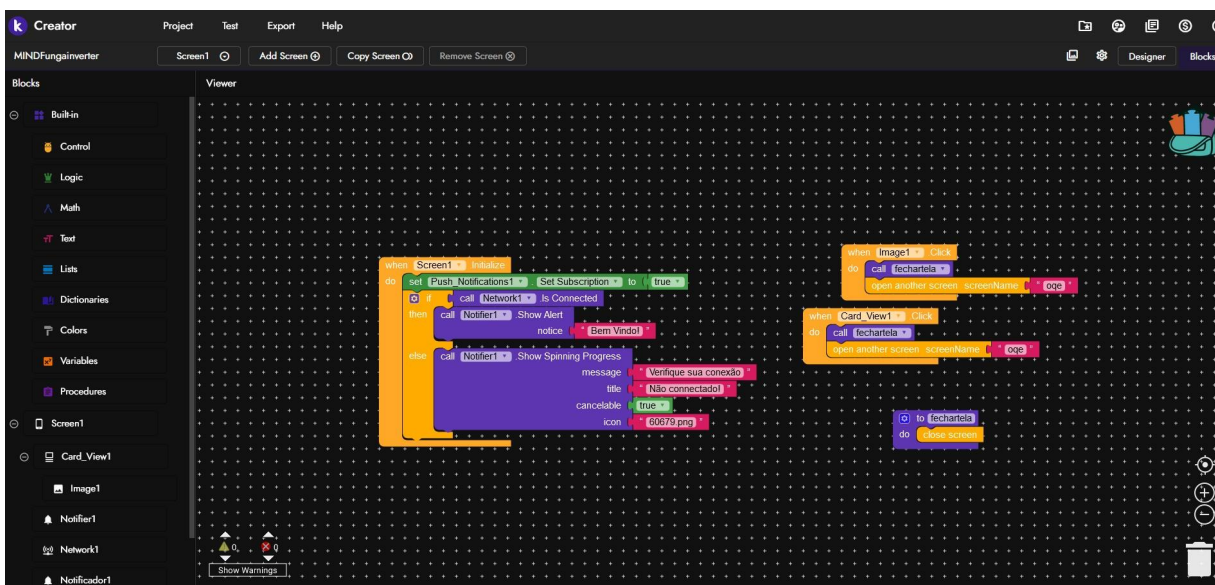 Creator Project Test Export Help
MINDFungainverter Screen1 Add Screen Copy Screen Remove Screen Designer Blocks
Blocks Viewer
Built-in
Control
Logic
Math
Text
Lists
Dictionaries
Colors
Variables
Procedures
Screen1
Card_View1
Image1
Notifier1
Network1
Notificador1
when Screen1 Initialize
do set Push_Notifications1 . Set Subscription to true
if call Network1 .Is Connected
then call Notifier1 .Show Alert
notice " Bem Vindo! "
else call Notifier1 .Show Spinning Progress
message " Verifique sua conexão "
title " Não connectado! "
cancelable true
icon " 60679.png "
when Image1 Click
do call fechartela
open another screen screenName " oqe "
when Card_View1 Click
do call fechartela
open another screen screenName " oqe "
to fechartela
do close screen
0 0
Show Warnings